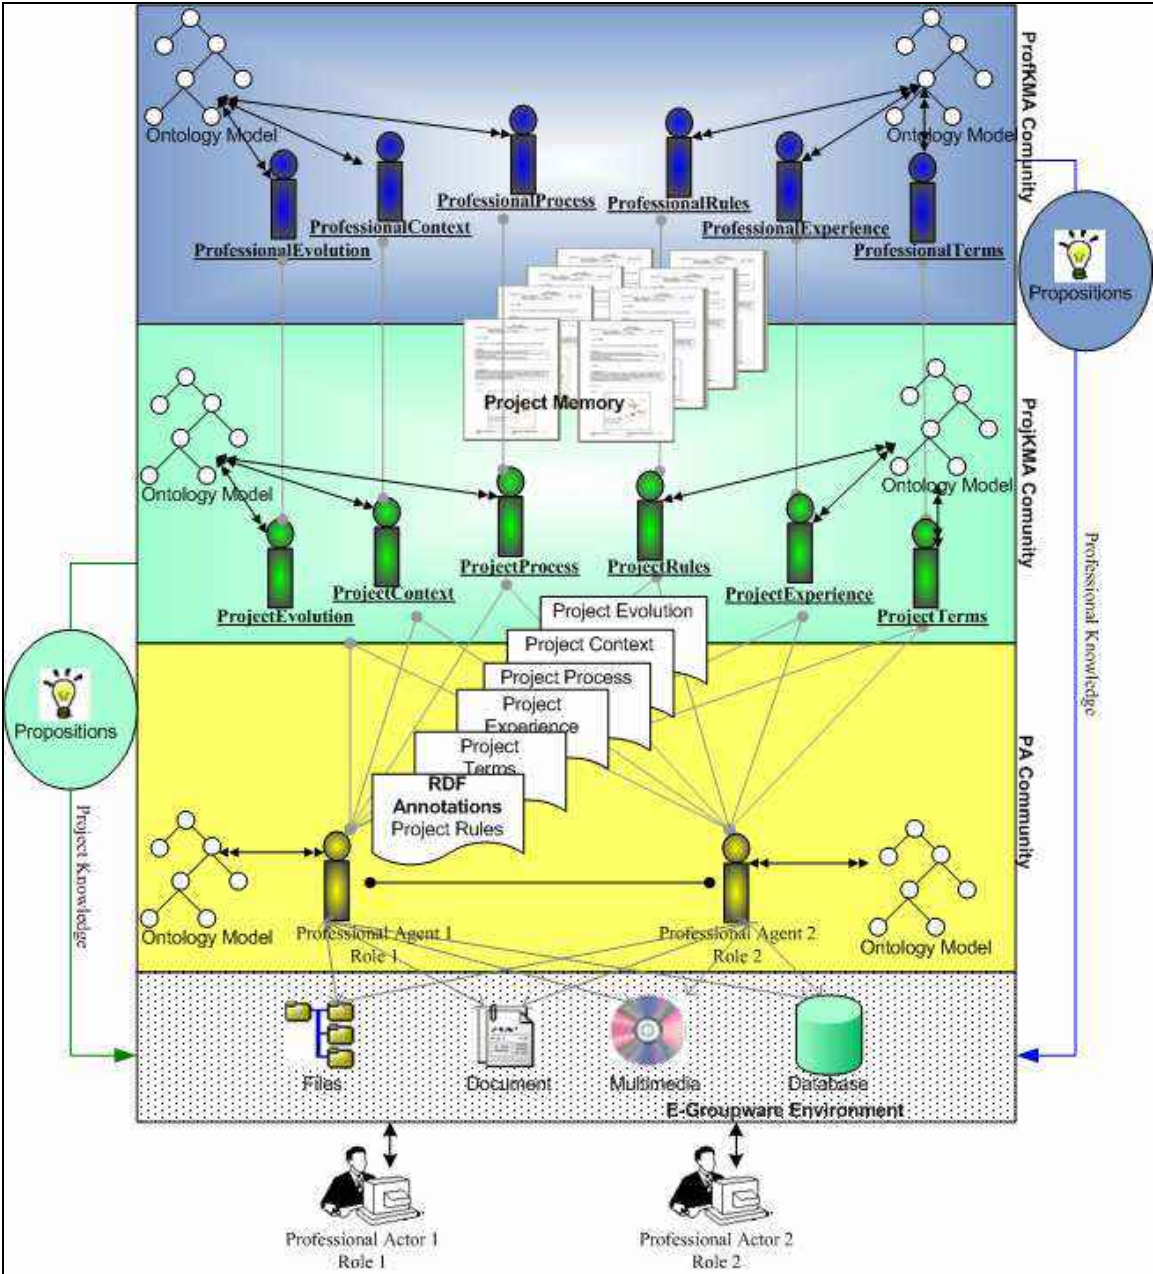 ProfKMA Comunity
Ontology Model
Ontology Model
ProfessionalProcess
ProfessionalRules
ProfessionalContext
ProfessionalExperience
ProfessionalEvolution
ProfessionalTerms
Propositions
Project Memory
ProjKMA Comunity
Ontology Model
Ontology Model
ProjectProcess
ProjectRules
ProjectContext
ProjectExperience
ProjectEvolution
ProjectTerms
Professional Knowledge
Project Evolution
Project Context
Project Process
Project
Experience
Project
Terms
RDF
Annotations
Project Rules
Propositions
Project Knowledge
PA Community
Ontology Model
Professional Agent 1
Role 1
Professional Agent 2
Role 2
Ontology Model
Files
Document
Multimedia
Database
E-Groupware Environment
Professional Actor 1
Role 1
Professional Actor 2
Role 2